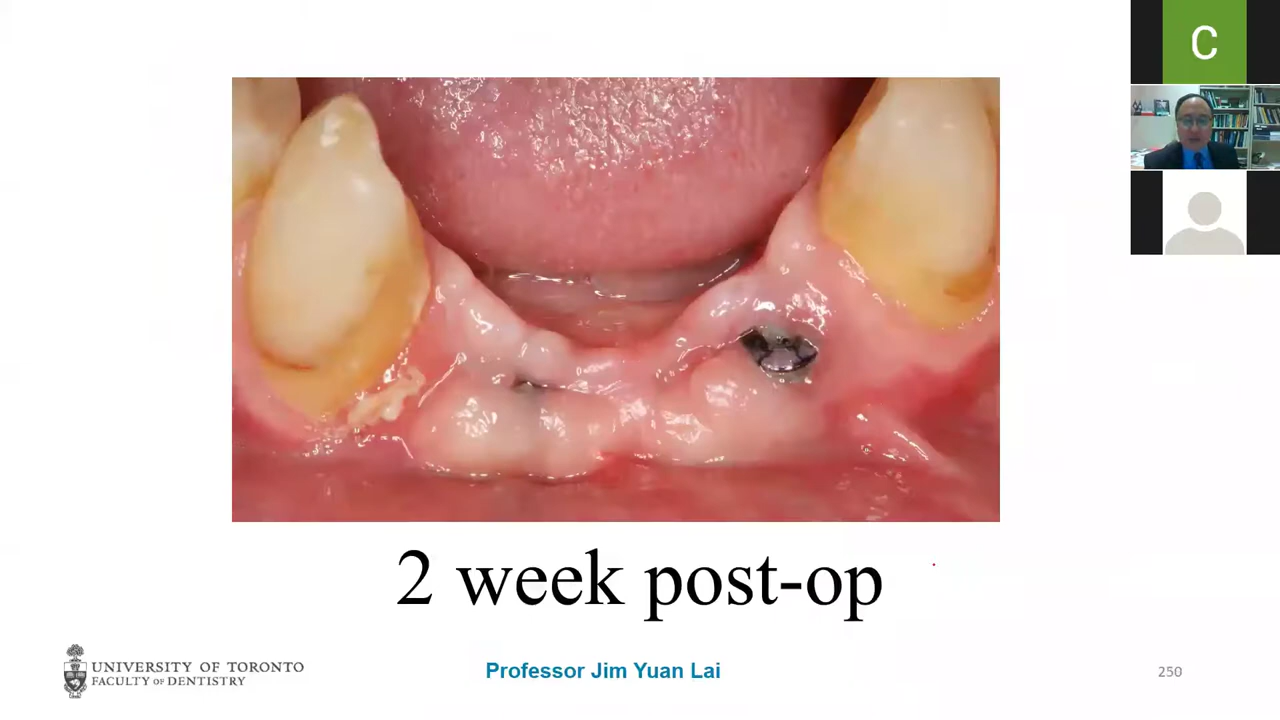 C
2 week post-op
UNIVERSITY OF TORONTO
FACULTY OF DENTISTRY
Professor Jim Yuan Lai
250